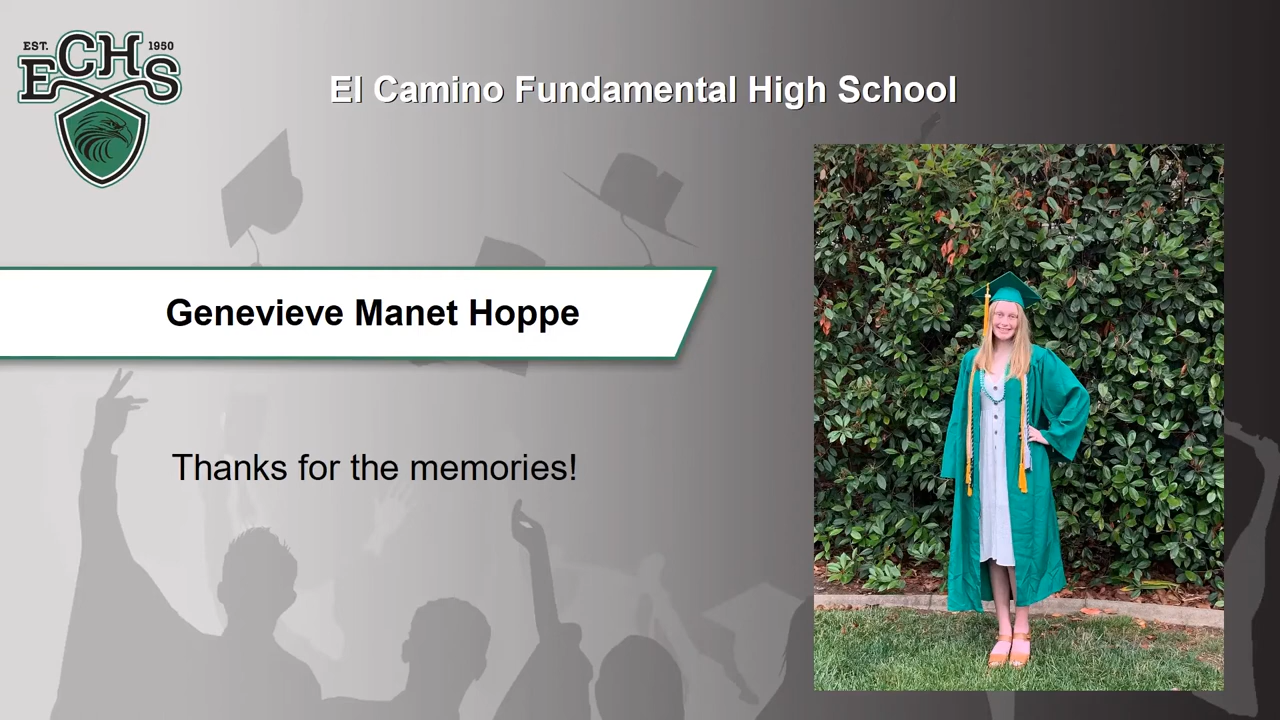 EST. 1950
ECHS
El Camino Fundamental High School
Genevieve Manet Hoppe
Thanks for the memories!